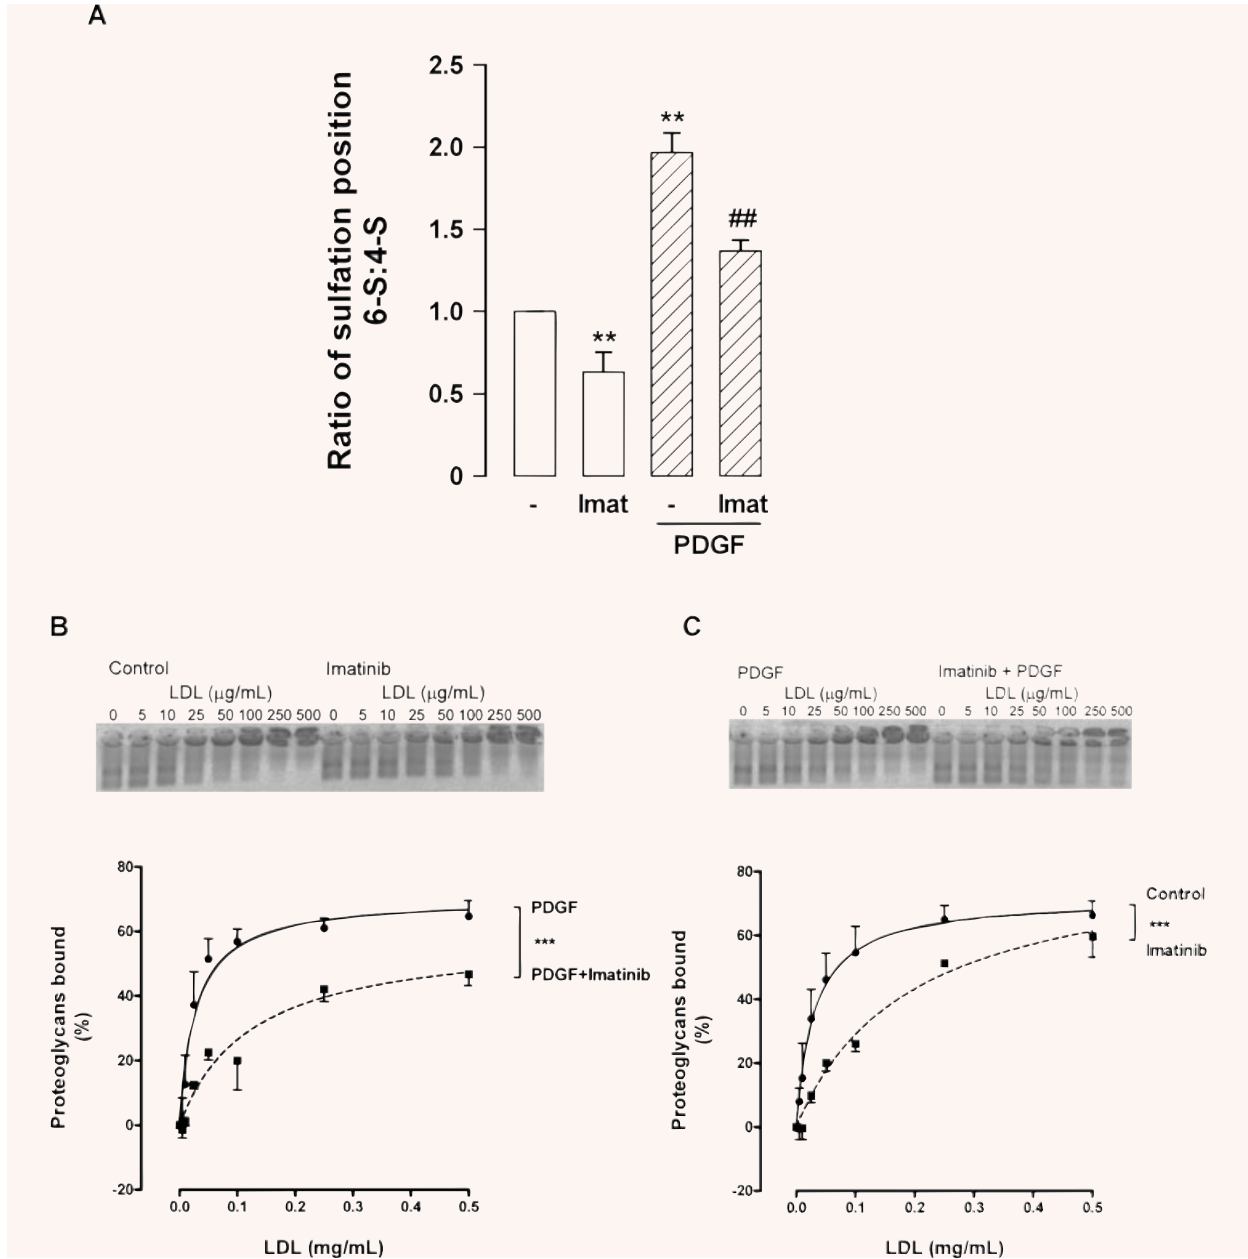 A
Ratio of sulfation position
6-S:4-S
2.5
2.0
1.5
1.0
0.5
0
**
**
##
- Imat - Imat
PDGF
B
Control Imatinib
LDL (μg/mL) LDL (μg/mL)
0 5 10 25 50 100 250 500 0 5 10 25 50 100 250 500
80
60
40
20
0
-20
Proteoglycans bound
(%)
PDGF
***
PDGF+Imatinib
0.0 0.1 0.2 0.3 0.4 0.5
LDL (mg/mL)
C
PDGF Imatinib + PDGF
LDL (μg/mL) LDL (μg/mL)
0 5 10 25 50 100 250 500 0 5 10 25 50 100 250 500
80
60
40
20
0
-20
Proteoglycans bound
(%)
Control
***
Imatinib
0.0 0.1 0.2 0.3 0.4 0.5
LDL (mg/mL)